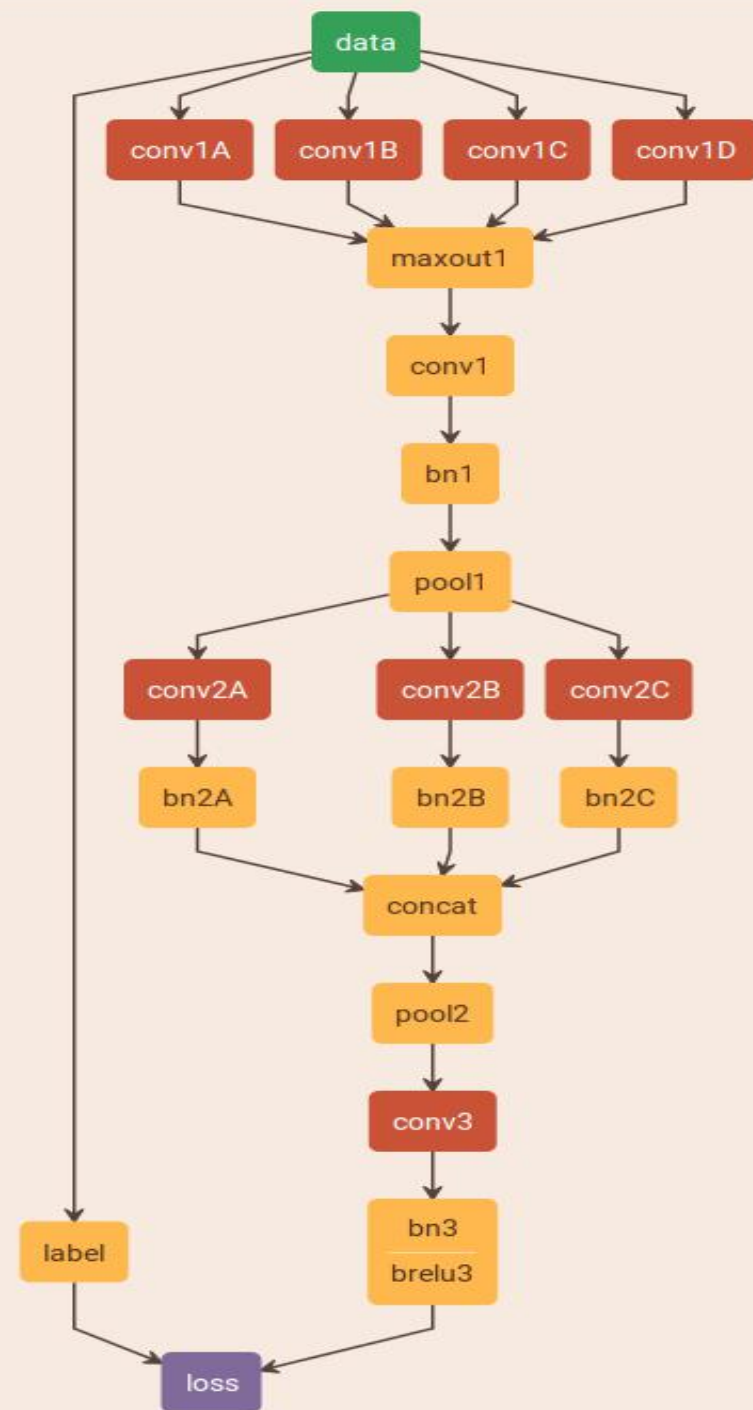 data
conv1A conv1B conv1C conv1D
maxout1
conv1
bn1
pool1
conv2A conv2B conv2C
bn2A bn2B bn2C
concat
pool2
conv3
bn3
label
brelu3
loss